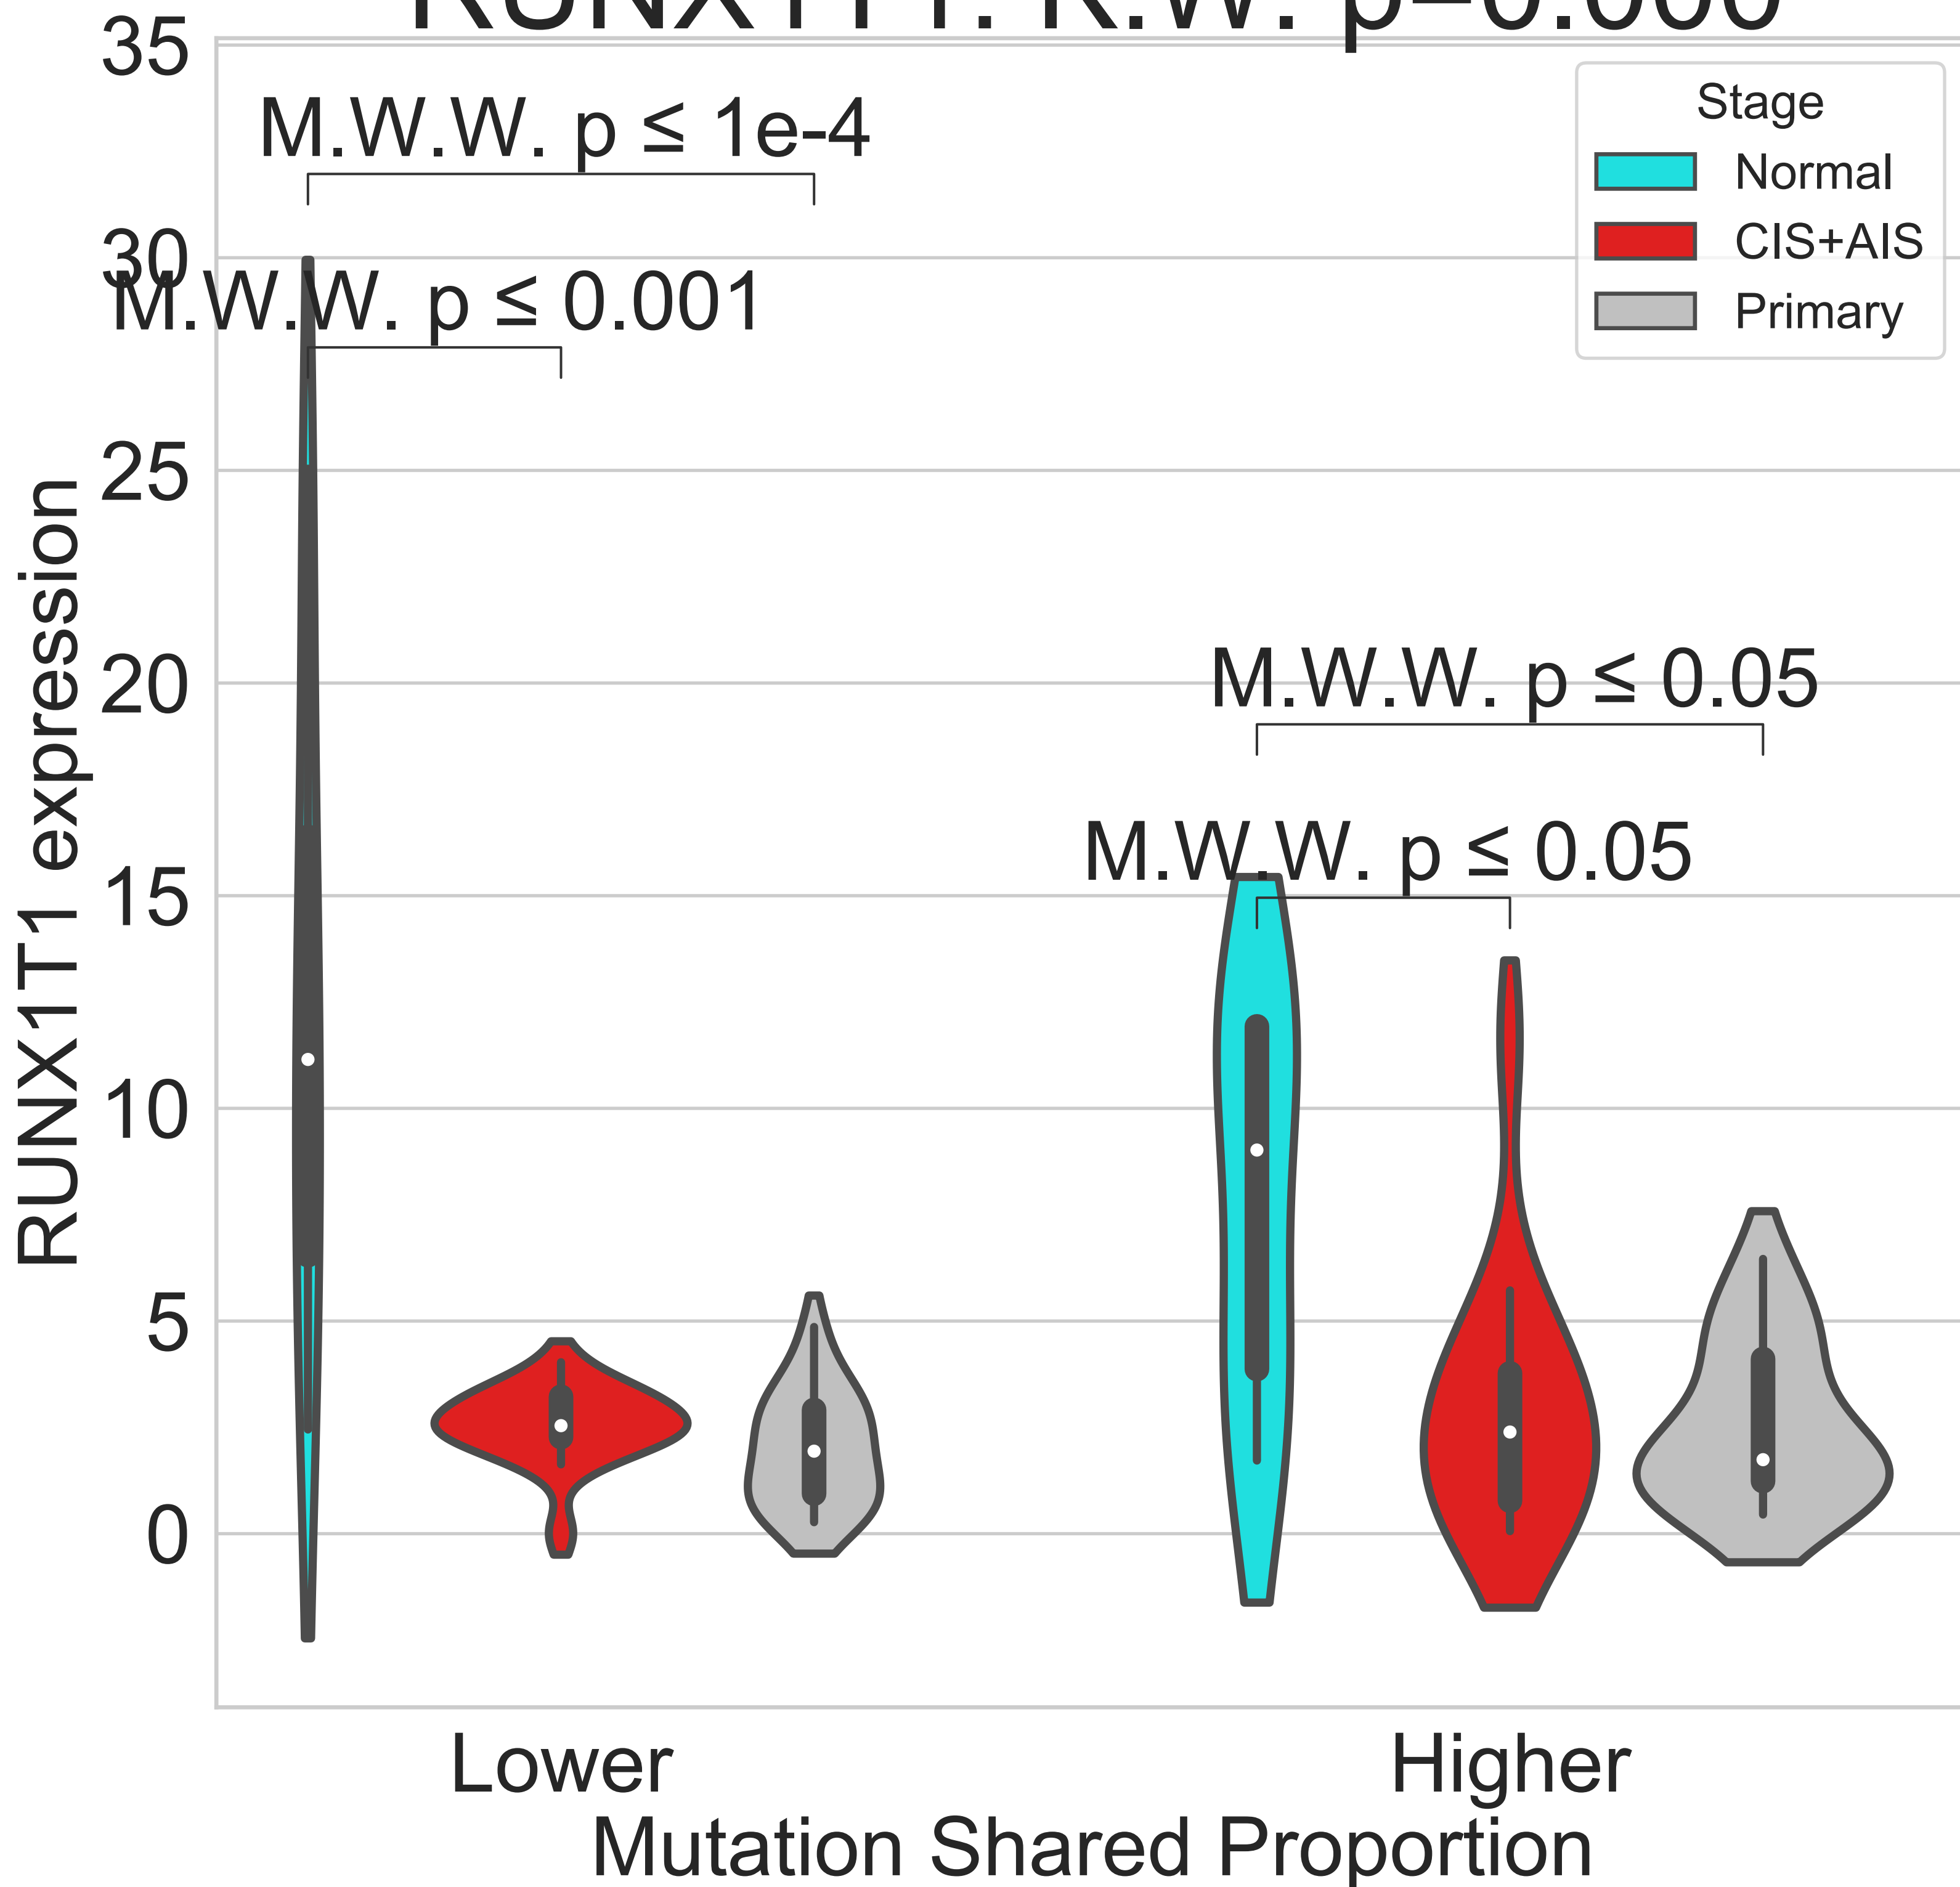 RUNX1T1
35
30
25
20
15
10
5
0
RUNX1T1 expression
M.W.W. p ≤ 1e-4
M.W.W. p ≤ 0.001
M.W.W. p ≤ 0.05
M.W.W. p ≤ 0.05
Stage
Normal
CIS+AIS
Primary
Lower
Higher
Mutation Shared Proportion